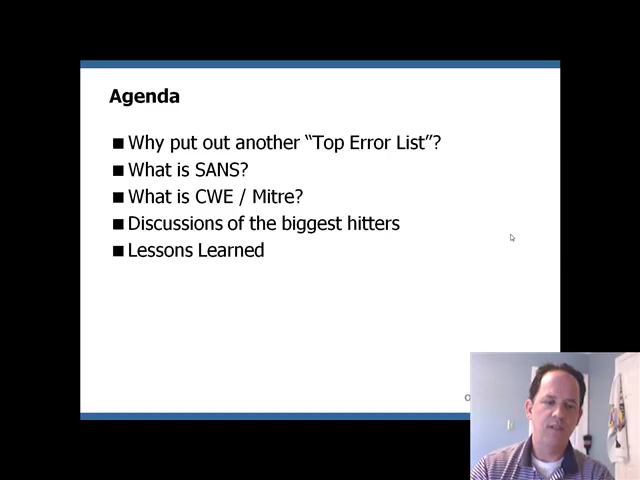 Agenda
Why put out another “Top Error List”?
What is SANS?
What is CWE / Mitre?
Discussions of the biggest hitters
Lessons Learned